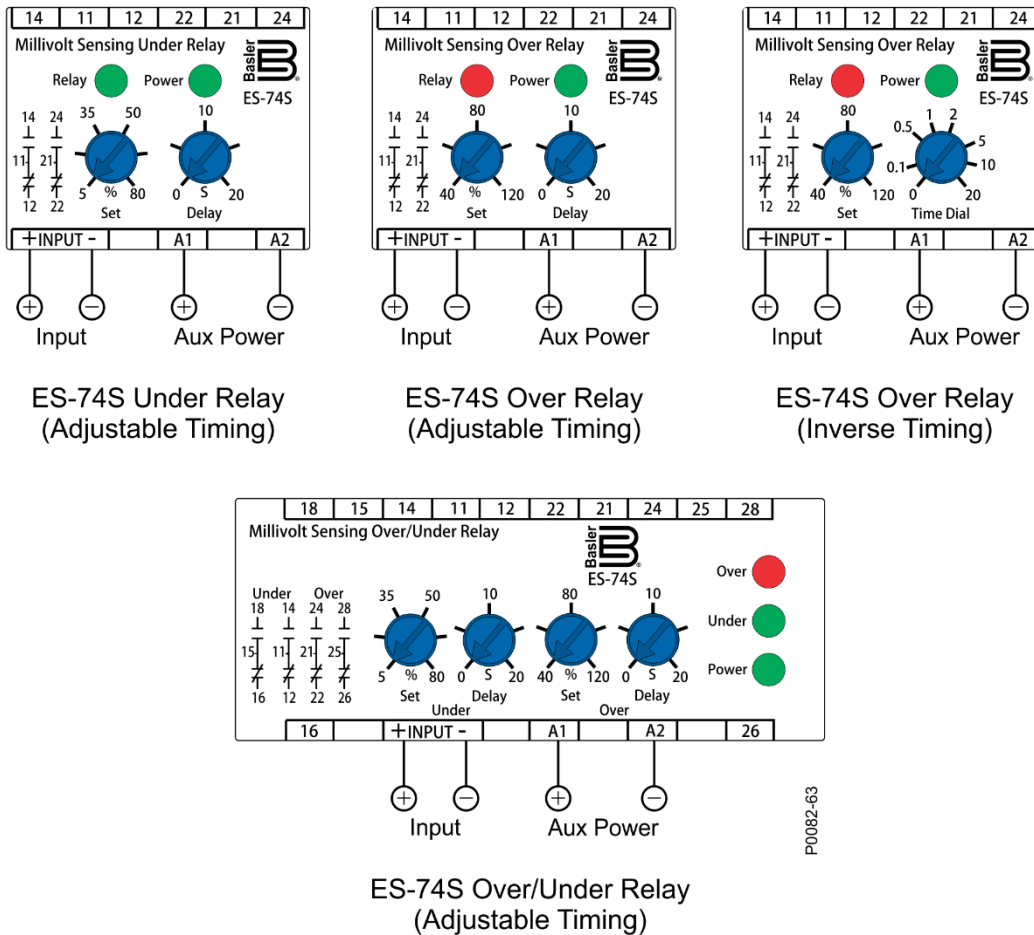 14 11 12 22 21 24
Millivolt Sensing Under Relay
Basler
Relay Power
ES-74S
14 24 35 50 10
11 21
12 22 5 % 80 0 S 20
Set Delay
+INPUT - A1 A2
+ − + −
Input Aux Power
ES-74S Under Relay
(Adjustable Timing)
14 11 12 22 21 24
Millivolt Sensing Over Relay
Basler
Relay Power
ES-74S
14 24 80 10
11 21
12 22 40 % 120 0 S 20
Set Delay
+INPUT - A1 A2
+ − + −
Input Aux Power
ES-74S Over Relay
(Adjustable Timing)
14 11 12 22 21 24
Millivolt Sensing Over Relay
Basler
Relay Power
ES-74S
14 24 80 0.5 1 2 5
11 21 0.1 10
12 22 40 % 120 0 20
Set Time Dial
+INPUT - A1 A2
+ − + −
Input Aux Power
ES-74S Over Relay
(Inverse Timing)
18 15 14 11 12 22 21 24 25 28
Millivolt Sensing Over/Under Relay
Basler
ES-74S
Over
Under
Power
Under Over
18 14 24 28 35 50 10 80 10
15 11 21 25
16 12 22 26 5 % 80 0 S 20 40 % 120 0 S 20
Set Delay Set Delay
Under Over
16 +INPUT - A1 A2 26
+ − + −
Input Aux Power
P0082-63
ES-74S Over/Under Relay
(Adjustable Timing)